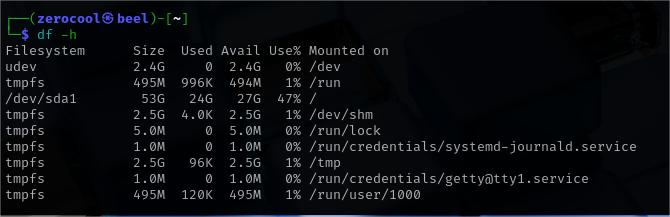 ┌──(zerocool㉿beel)-[~]
└─$ df -h
Filesystem      Size  Used Avail Use% Mounted on
udev            2.4G     0  2.4G   0% /dev
tmpfs           495M  996K  494M   1% /run
/dev/sda1        53G   24G   27G  47% /
tmpfs           2.5G  4.0K  2.5G   1% /dev/shm
tmpfs           5.0M     0  5.0M   0% /run/lock
tmpfs           1.0M     0  1.0M   0% /run/credentials/systemd-journald.service
tmpfs           2.5G   96K  2.5G   1% /tmp
tmpfs           1.0M     0  1.0M   0% /run/credentials/getty@tty1.service
tmpfs           495M  120K  495M   1% /run/user/1000